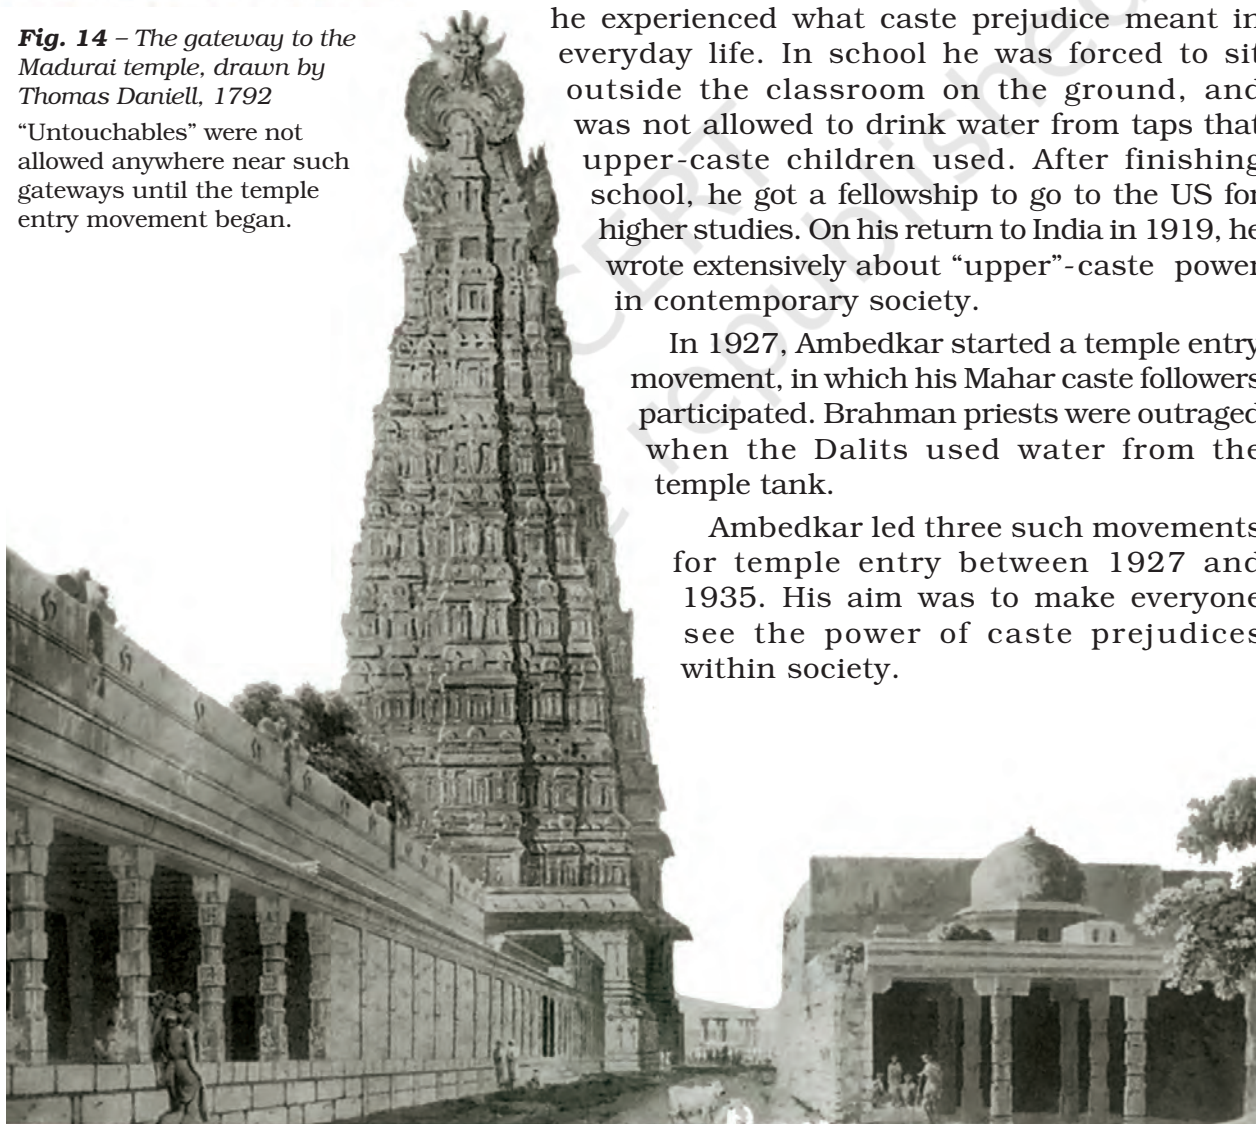 Fig. 14 – The gateway to the
Madurai temple, drawn by
Thomas Daniell, 1792
“Untouchables” were not
allowed anywhere near such
gateways until the temple
entry movement began.
he experienced what caste prejudice meant in
everyday life. In school he was forced to sit
outside the classroom on the ground, and
was not allowed to drink water from taps that
upper-caste children used. After finishing
school, he got a fellowship to go to the US for
higher studies. On his return to India in 1919, he
wrote extensively about “upper”-caste power
in contemporary society.
In 1927, Ambedkar started a temple entry
movement, in which his Mahar caste followers
participated. Brahman priests were outraged
when the Dalits used water from the
temple tank.
Ambedkar led three such movements
for temple entry between 1927 and
1935. His aim was to make everyone
see the power of caste prejudices
within society.
CERT
republished